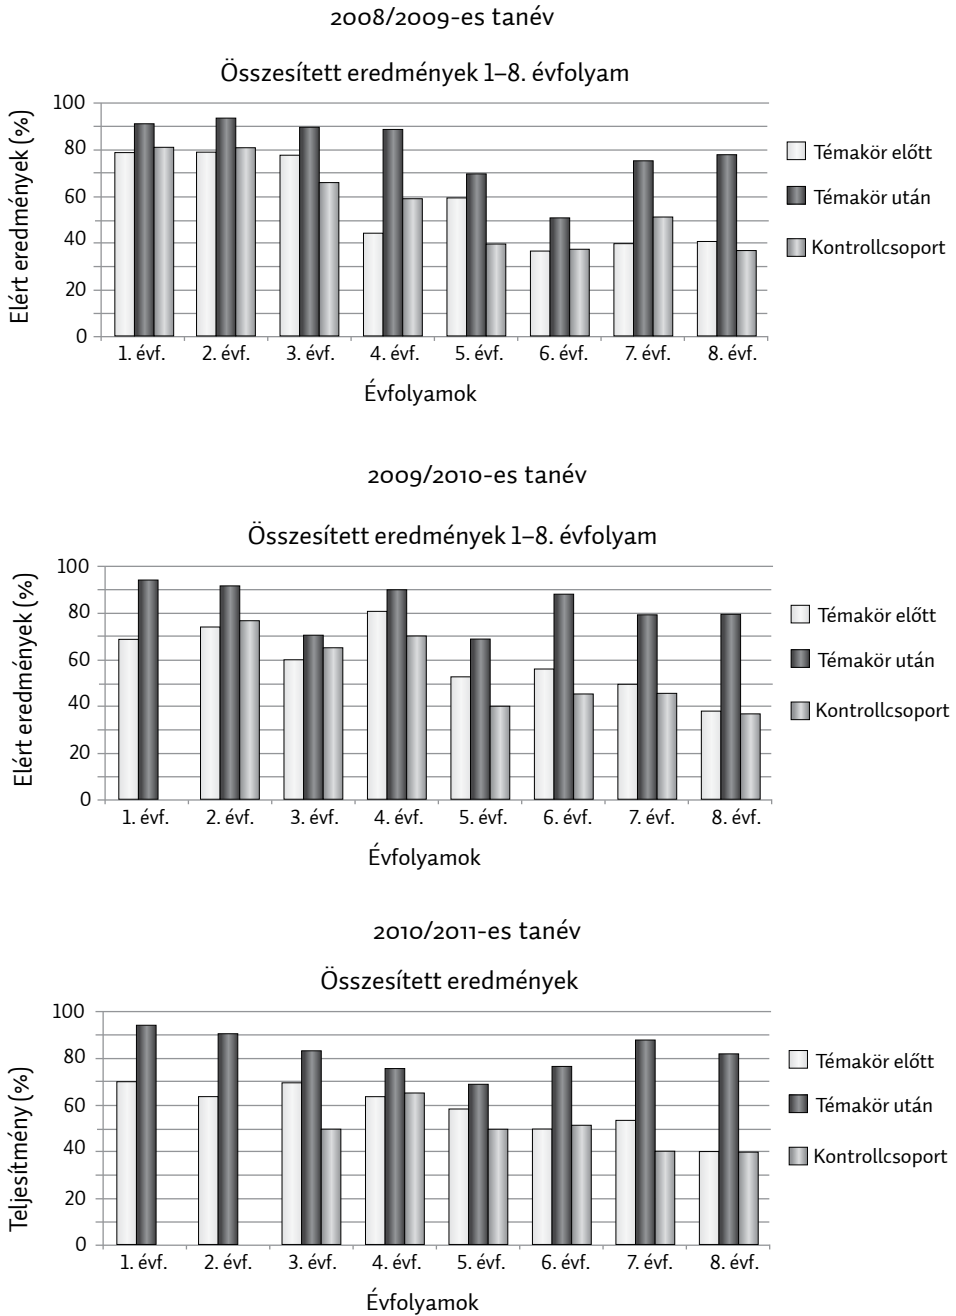 2008/2009-es tanév
Összesített eredmények 1–8. évfolyam
Elért eredmények (%)
100
80
60
40
20
0
1. évf. 2. évf. 3. évf. 4. évf. 5. évf. 6. évf. 7. évf. 8. évf.
Évfolyamok
Témakör előtt
Témakör után
Kontrollcsoport
2009/2010-es tanév
Összesített eredmények 1–8. évfolyam
Elért eredmények (%)
100
80
60
40
20
0
1. évf. 2. évf. 3. évf. 4. évf. 5. évf. 6. évf. 7. évf. 8. évf.
Évfolyamok
Témakör előtt
Témakör után
Kontrollcsoport
2010/2011-es tanév
Összesített eredmények
Teljesítmény (%)
100
80
60
40
20
0
1. évf. 2. évf. 3. évf. 4. évf. 5. évf. 6. évf. 7. évf. 8. évf.
Évfolyamok
Témakör előtt
Témakör után
Kontrollcsoport